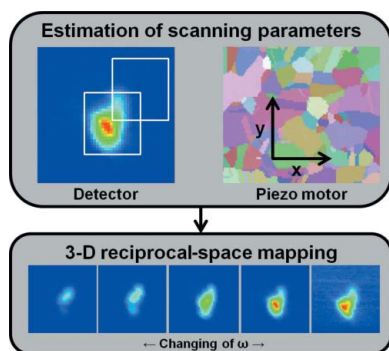 Estimation of scanning parameters
y
x
Detector
Piezo motor
3-D reciprocal-space mapping
← Changing of ω →